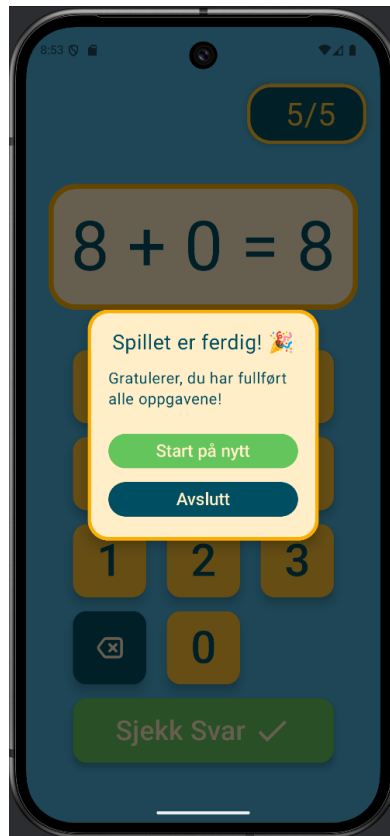 8:53
5/5
8 + 0 = 8
Spillet er ferdig! 🎉
Gratulerer, du har fullført
alle oppgavene!
Start på nytt
Avslutt
1 2 3
0
Sjekk Svar ✓